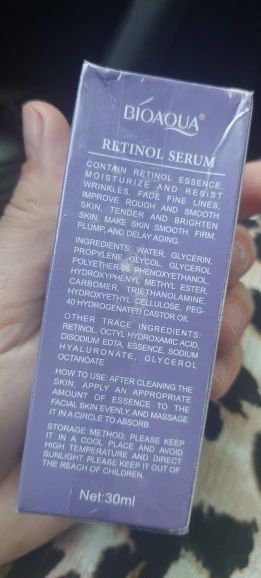 BIOAQUA®
RETINOL SERUM
CONTAIN RETINOL ESSENCE,
MOISTURIZE AND RESIST
WRINKLES, FADE FINE LINES,
IMPROVE ROUGH AND SMOOTH
SKIN, TENDER AND BRIGHTEN
SKIN, MAKE SKIN SMOOTH, FIRM,
PLUMP, AND DELAY AGING.
INGREDIENTS: WATER, GLYCERIN,
PROPYLENE GLYCOL, GLYCEROL
POLYETHER-26, PHENOXYETHANOL,
HYDROXYPHENYL METHYL ESTER,
CARBOMER, TRIETHANOLAMINE,
HYDROXYETHYL CELLULOSE, PEG-
40 HYDROGENATED CASTOR OIL
OTHER TRACE INGREDIENTS:
RETINOL, OCTYL HYDROXAMIC ACID,
DISODIUM EDTA, ESSENCE, SODIUM
HYALURONATE, GLYCEROL
OCTANOATE
HOW TO USE: AFTER CLEANING THE
SKIN, APPLY AN APPROPRIATE
AMOUNT OF ESSENCE TO THE
FACIAL SKIN EVENLY, AND MASSAGE
IT IN A CIRCLE TO ABSORB.
STORAGE METHOD: PLEASE KEEP
IT IN A COOL PLACE AND AVOID
HIGH TEMPERATURE AND DIRECT
SUNLIGHT. PLEASE KEEP IT OUT OF
THE REACH OF CHILDREN.
Net:30ml